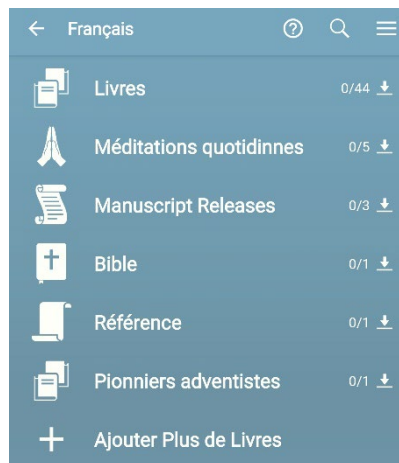 Français
Livres 0/44
Méditations quotidinnes 0/5
Manuscript Releases 0/3
Bible 0/1
Référence 0/1
Pionniers adventistes 0/1
Ajouter Plus de Livres